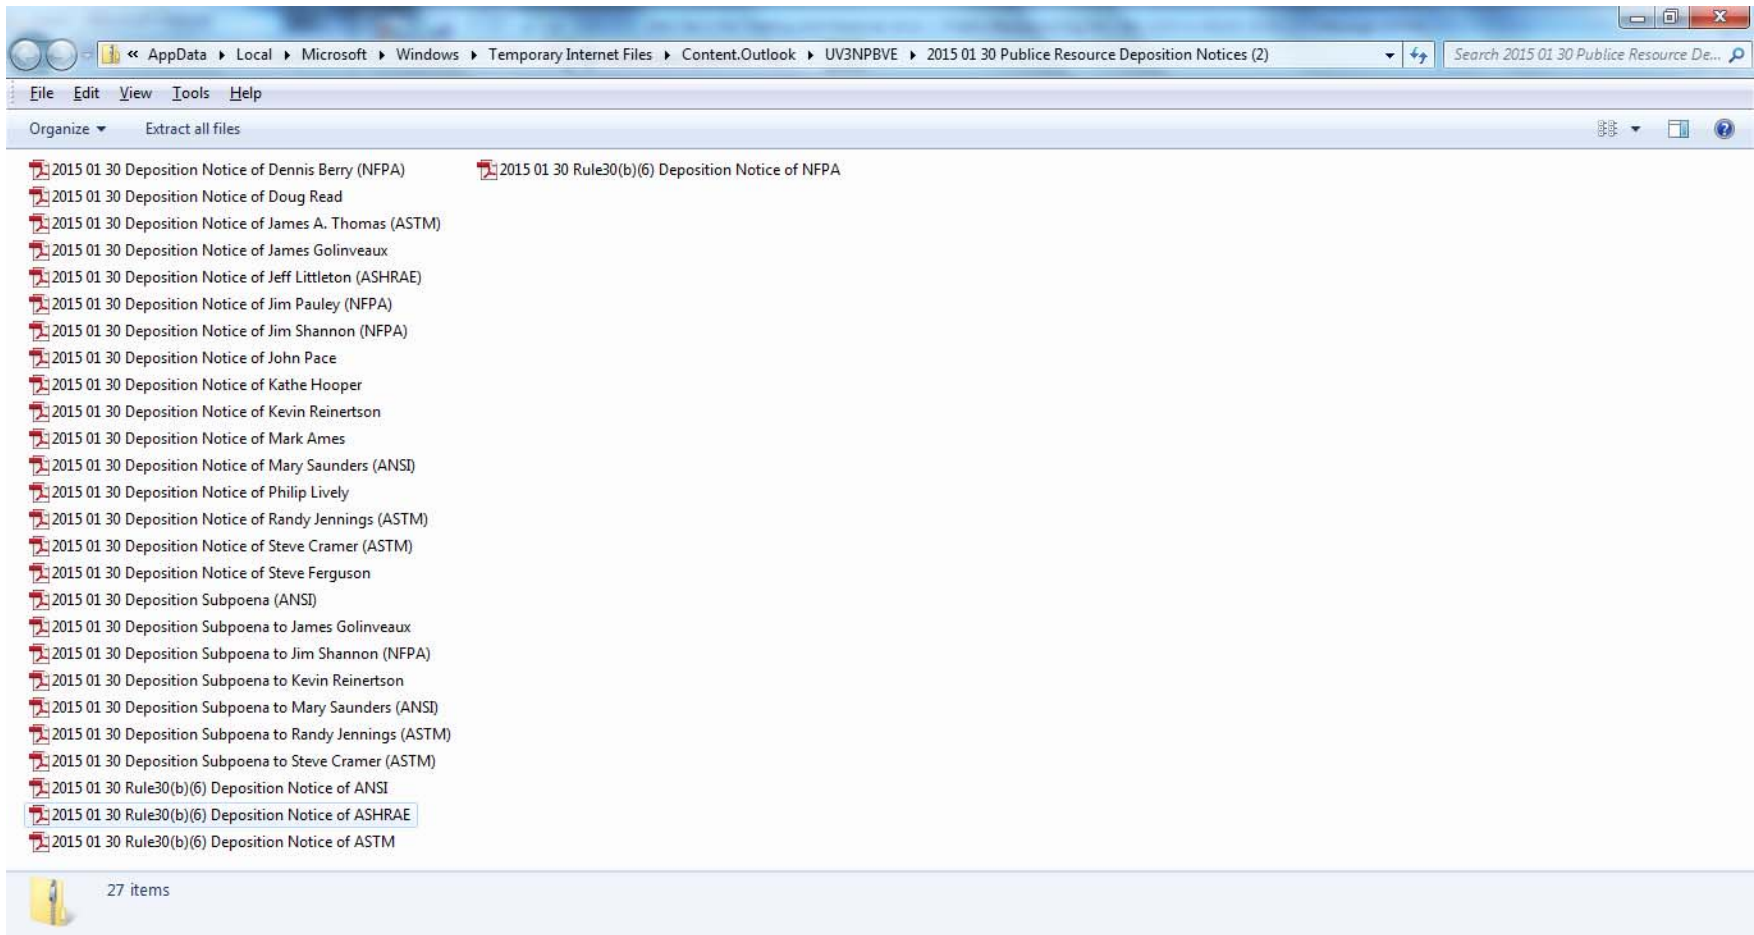 « AppData ▸ Local ▸ Microsoft ▸ Windows ▸ Temporary Internet Files ▸ Content.Outlook ▸ UV3NPBVE ▸ 2015 01 30 Publice Resource Deposition Notices (2) Search 2015 01 30 Publice Resource De...
File Edit View Tools Help
Organize Extract all files
2015 01 30 Deposition Notice of Dennis Berry (NFPA)
2015 01 30 Deposition Notice of Doug Read
2015 01 30 Deposition Notice of James A. Thomas (ASTM)
2015 01 30 Deposition Notice of James Golinveaux
2015 01 30 Deposition Notice of Jeff Littleton (ASHRAE)
2015 01 30 Deposition Notice of Jim Pauley (NFPA)
2015 01 30 Deposition Notice of Jim Shannon (NFPA)
2015 01 30 Deposition Notice of John Pace
2015 01 30 Deposition Notice of Kathe Hooper
2015 01 30 Deposition Notice of Kevin Reinertson
2015 01 30 Deposition Notice of Mark Ames
2015 01 30 Deposition Notice of Mary Saunders (ANSI)
2015 01 30 Deposition Notice of Philip Lively
2015 01 30 Deposition Notice of Randy Jennings (ASTM)
2015 01 30 Deposition Notice of Steve Cramer (ASTM)
2015 01 30 Deposition Notice of Steve Ferguson
2015 01 30 Deposition Subpoena (ANSI)
2015 01 30 Deposition Subpoena to James Golinveaux
2015 01 30 Deposition Subpoena to Jim Shannon (NFPA)
2015 01 30 Deposition Subpoena to Kevin Reinertson
2015 01 30 Deposition Subpoena to Mary Saunders (ANSI)
2015 01 30 Deposition Subpoena to Randy Jennings (ASTM)
2015 01 30 Deposition Subpoena to Steve Cramer (ASTM)
2015 01 30 Rule30(b)(6) Deposition Notice of ANSI
2015 01 30 Rule30(b)(6) Deposition Notice of ASHRAE
2015 01 30 Rule30(b)(6) Deposition Notice of ASTM
2015 01 30 Rule30(b)(6) Deposition Notice of NFPA
27 items